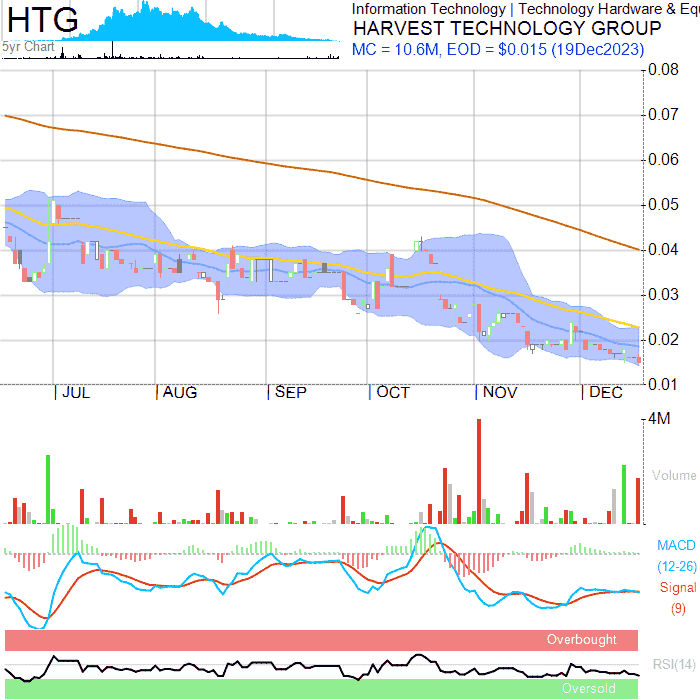 HTG
5yr Chart
Information Technology | Technology Hardware & Equ
HARVEST TECHNOLOGY GROUP
MC = 10.6M, EOD = $0.015 (19Dec2023)
0.08
0.07
0.06
0.05
0.04
0.03
0.02
0.01
JUL AUG SEP OCT NOV DEC
4M
Volume
MACD
(12-26)
Signal
(9)
Overbought
RSI(14)
Oversold